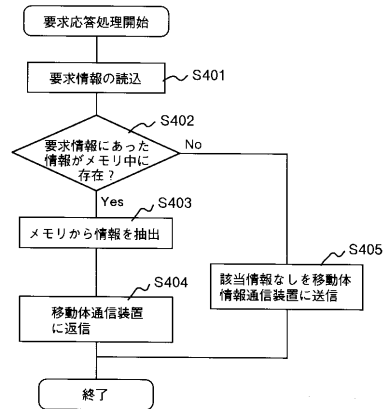 要求応答処理開始
要求情報の読込
S401
S402
要求情報にあった
情報がメモリ中に
存在？
No
Yes
S403
メモリから情報を抽出
S404
移動体通信装置
に返信
S405
該当情報なしを移動体
情報通信装置に送信
終了